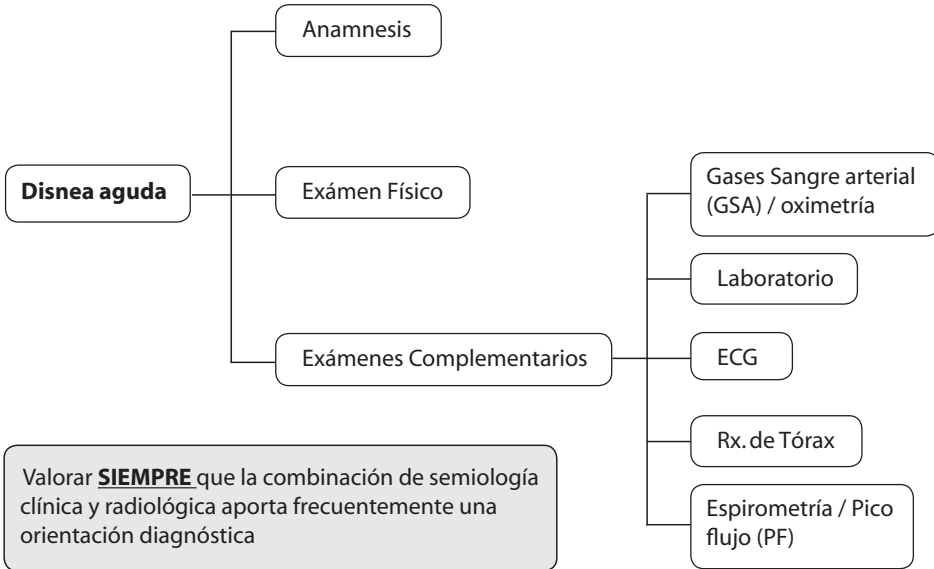 Anamnesis
Disnea aguda
Exámen Físico
Exámenes Complementarios
Gases Sangre arterial
(GSA) / oximetría
Laboratorio
ECG
Rx. de Tórax
Espirometría / Pico
flujo (PF)
Valorar SIEMPRE que la combinación de semiología
clínica y radiológica aporta frecuentemente una
orientación diagnóstica